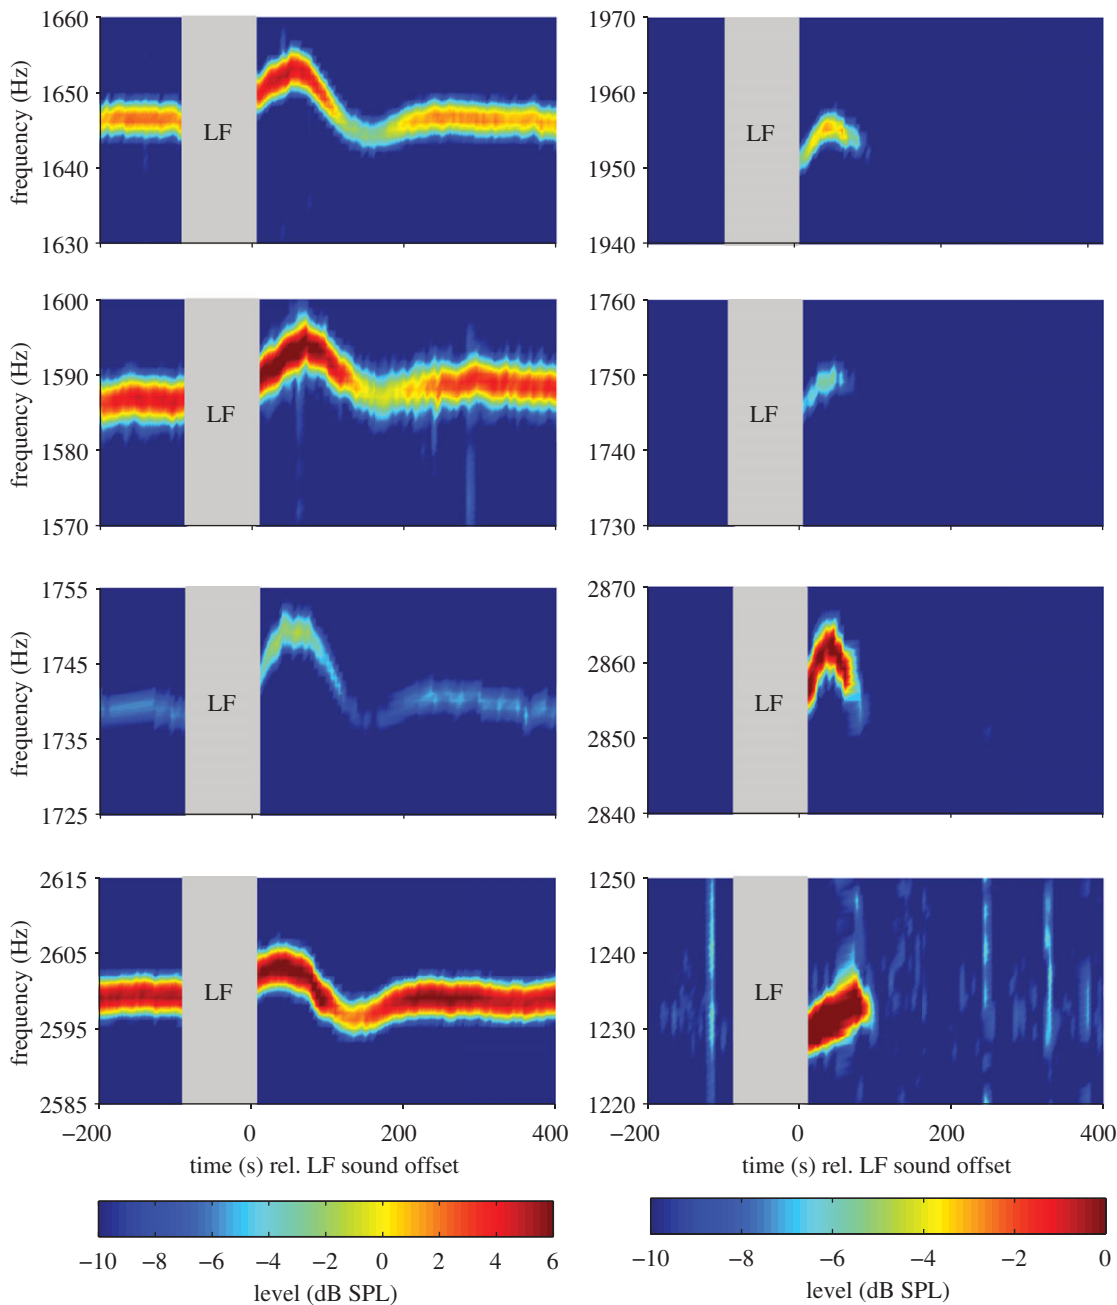 1660
1650
1640
1630
frequency (Hz)
LF
1970
1960
1950
1940
LF
1600
1590
1580
1570
frequency (Hz)
LF
1760
1750
1740
1730
LF
1755
1745
1735
1725
frequency (Hz)
LF
2870
2860
2850
2840
LF
2615
2605
2595
2585
frequency (Hz)
LF
−200 0 200 400
time (s) rel. LF sound offset
1250
1240
1230
1220
LF
−200 0 200 400
time (s) rel. LF sound offset
−10 −8 −6 −4 −2 0 2 4 6
level (dB SPL)
−10 −8 −6 −4 −2 0
level (dB SPL)